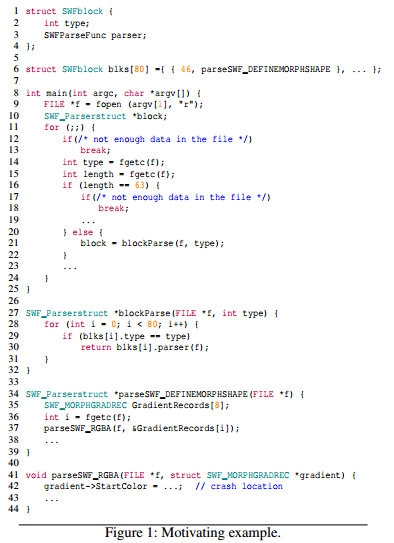 1 struct SWFblock {
2 int type;
3 SWFParseFunc parser;
4 };
5
6 struct SWFblock blks[80] ={ { 46, parseSWF_DEFINEMORPHSHAPE }, ... };
7
8 int main(int argc, char *argv[]) {
9 FILE *f = fopen (argv[1], "r");
10 SWF_Parserstruct *block;
11 for (;;) {
12 if(/* not enough data in the file */)
13 break;
14 int type = fgetc(f);
15 int length = fgetc(f);
16 if (length == 63) {
17 if(/* not enough data in the file */)
18 break;
19 ...
20 } else {
21 block = blockParse(f, type);
22 }
23 ...
24 }
25 }
26
27 SWF_Parserstruct *blockParse(FILE *f, int type) {
28 for (int i = 0; i < 80; i++) {
29 if (blks[i].type == type)
30 return blks[i].parser(f);
31 }
32 }
33
34 SWF_Parserstruct *parseSWF_DEFINEMORPHSHAPE(FILE *f) {
35 SWF_MORPHGRADREC GradientRecords[8];
36 int i = fgetc(f);
37 parseSWF_RGBA(f, &GradientRecords[i]);
38 ...
39 }
40
41 void parseSWF_RGBA(FILE *f, struct SWF_MORPHGRADREC *gradient) {
42 gradient->StartColor = ...; // crash location
43 ...
44 }
Figure 1: Motivating example.